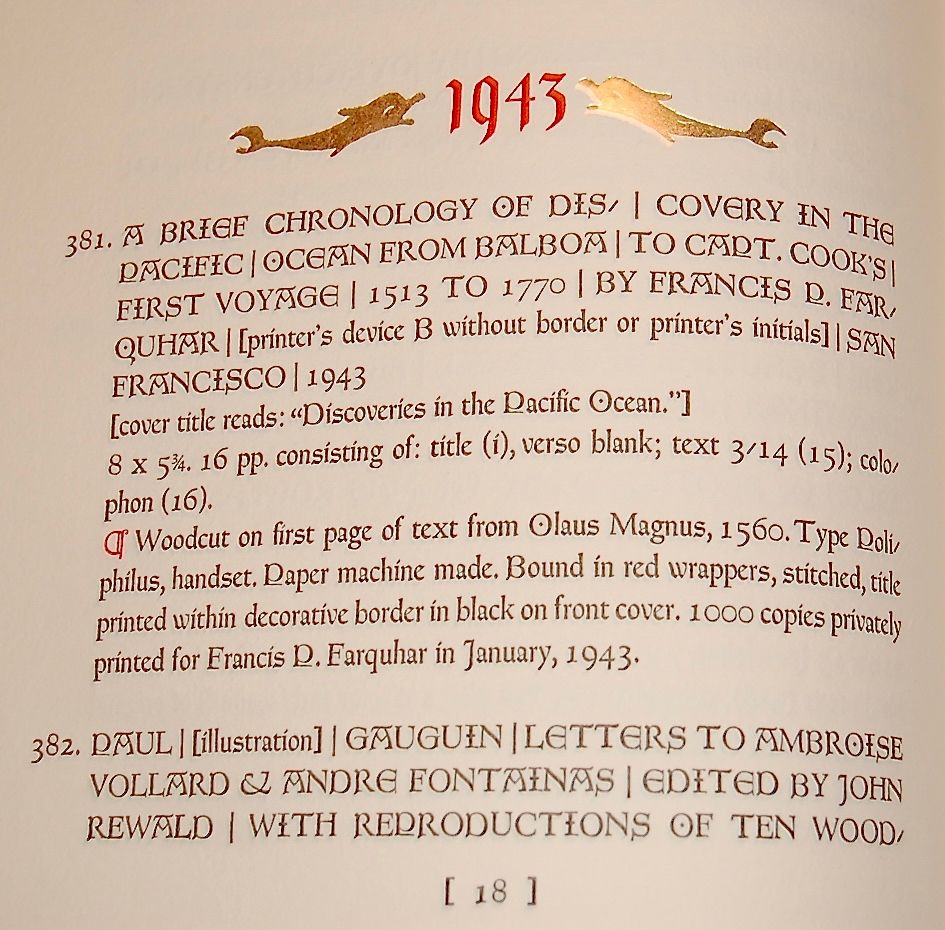 1943
381. A BRIEF CHRONOLOGY OF DIS/ | COVERY IN THE
PACIFIC | OCEAN FROM BALBOA | TO CAPT. COOK'S |
FIRST VOYAGE | 1513 TO 1770 | BY FRANCIS P. FAR/
QUHAR | [printer's device B without border or printer's initials] | SAN
FRANCISCO | 1943
[cover title reads: “Discoveries in the Pacific Ocean.”]
8 x 5¾. 16 pp. consisting of: title (i), verso blank; text 3/14 (15); colo/
phon (16).
¶ Woodcut on first page of text from Olaus Magnus, 1560. Type Poli/
philus, handset. Paper machine made. Bound in red wrappers, stitched, title
printed within decorative border in black on front cover. 1000 copies privately
printed for Francis P. Farquhar in January, 1943.
382. PAUL | [illustration] | GAUGUIN | LETTERS TO AMBROISE
VOLLARD & ANDRE FONTAINAS | EDITED BY JOHN
REWALD | WITH REPRODUCTIONS OF TEN WOOD/
[ 18 ]